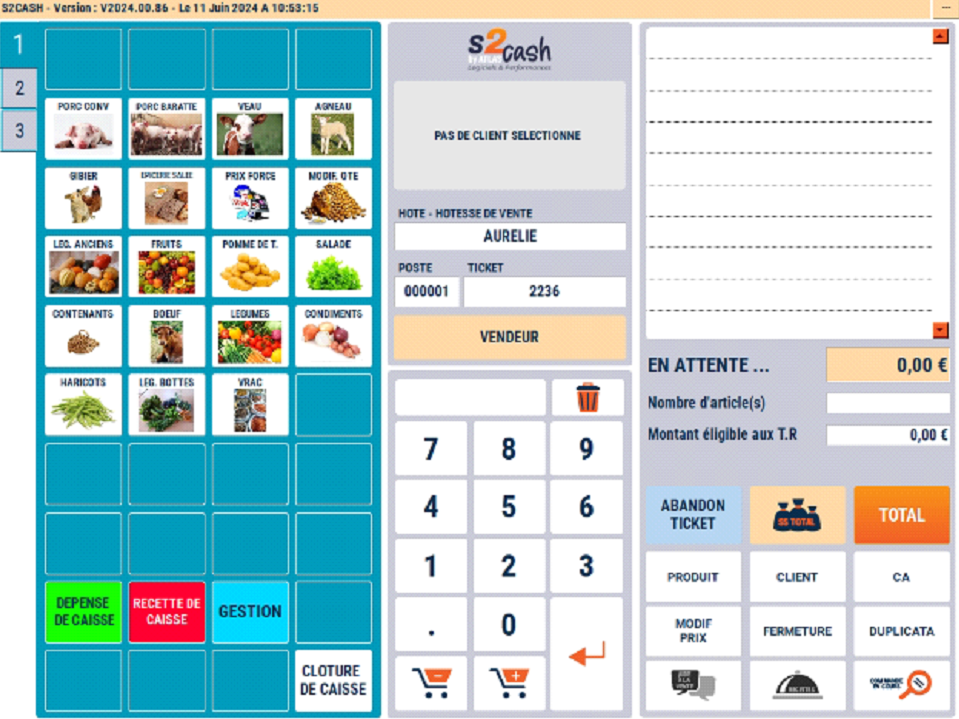 S2CASH - Version : V2024.00.86 - Le 11 Juin 2024 A 10:53:15
...
1
2
3
PORC CONV
PORC BARATTE
VEAU
AGNEAU
GIBIER
EPICERIE SALEE
PRIX FORCE
MODIF. QTE
LEG. ANCIENS
FRUITS
POMME DE T.
SALADE
CONTENANTS
BOEUF
LEGUMES
CONDIMENTS
HARICOTS
LEG. BOTTES
VRAC
DEPENSE
DE CAISSE
RECETTE DE
CAISSE
GESTION
CLOTURE
DE CAISSE
S2cash
by ATLAS
Logiciels & Performances
PAS DE CLIENT SELECTIONNE
HOTE - HOTESSE DE VENTE
AURELIE
POSTE
TICKET
000001
2236
VENDEUR
7
8
9
4
5
6
1
2
3
.
0
EN ATTENTE ...
0,00 €
Nombre d'article(s)
Montant éligible aux T.R
0,00 €
ABANDON
TICKET
SS TOTAL
TOTAL
PRODUIT
CLIENT
CA
MODIF
PRIX
FERMETURE
DUPLICATA
COMMANDE
EN COURS